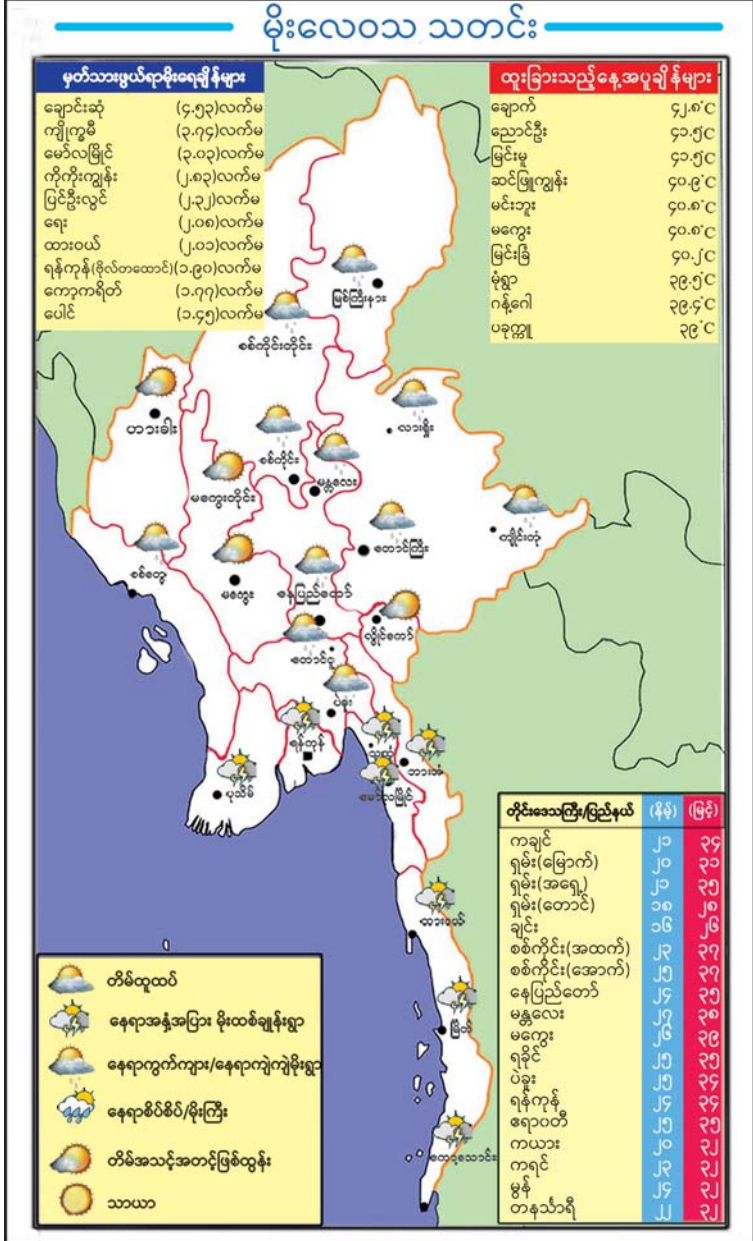 မိုးလေဝသ သတင်း
မှတ်သားဖွယ်ရာမိုးရေချိန်များ
ချောင်းဆုံ (၄.၅၃)လက်မ
ကျိုက္ခမီ (၃.၇၄)လက်မ
မော်လမြိုင် (၃.၀၃)လက်မ
ကိုကိုးကျွန်း (၂.၈၃)လက်မ
ပြင်ဦးလွင် (၂.၃၂)လက်မ
ရေး (၂.၀၈)လက်မ
ထားဝယ် (၂.၀၁)လက်မ
ရန်ကုန်(ဗိုလ်တထောင်)(၁.၉၀)လက်မ
ကော့ကရိတ် (၁.၇၇)လက်မ
ပေါင် (၁.၄၅)လက်မ
ထူးခြားသည့်နေ့အပူချိန်များ
ချောက် ၄၂.၈°C
ညောင်ဦး ၄၁.၅°C
မြင်းမူ ၄၁.၅°C
ဆင်ဖြူကျွန်း ၄၀.၉°C
မင်းဘူး ၄၀.၈°C
မကွေး ၄၀.၈°C
မြင်းခြံ ၄၀.၂°C
မုံရွာ ၃၉.၅°C
ဂန့်ဂေါ ၃၉.၄°C
ပခုက္ကူ ၃၉°C
မြစ်ကြီးနား
စစ်ကိုင်းတိုင်း
ဟားခါး
လားရှိုး
စစ်ကိုင်း
မန္တလေး
မကွေးတိုင်း
ကျိုင်းတုံ
တောင်ကြီး
စစ်တွေ
မကွေး
နေပြည်တော်
လွိုင်ကော်
တောင်ငူ
ပဲခူး
ရန်ကုန်
သထုံ
ဘားအံ
ပုသိမ်
မော်လမြိုင်
ထားဝယ်
မြိတ်
ကော့သောင်း
တိုင်းဒေသကြီး/ပြည်နယ် (နိမ့်) (မြင့်)
ကချင် ၂၁ ၃၄
ရှမ်း(မြောက်) ၂၀ ၃၁
ရှမ်း(အရှေ့) ၂၁ ၃၅
ရှမ်း(တောင်) ၁၈ ၂၈
ချင်း ၁၆ ၂၆
စစ်ကိုင်း(အထက်) ၂၃ ၃၇
စစ်ကိုင်း(အောက်) ၂၅ ၃၇
နေပြည်တော် ၂၄ ၃၅
မန္တလေး ၂၇ ၃၈
မကွေး ၂၆ ၃၉
ရခိုင် ၂၅ ၃၅
ပဲခူး ၂၅ ၃၄
ရန်ကုန် ၂၄ ၃၄
ဧရာဝတီ ၂၅ ၃၅
ကယား ၂၀ ၃၂
ကရင် ၂၃ ၃၂
မွန် ၂၄ ၃၂
တနင်္သာရီ ၂၂ ၃၂
တိမ်ထူထပ်
နေရာအနှံ့အပြား မိုးထစ်ချုန်းရွာ
နေရာကွက်ကျား/နေရာကျဲကျဲမိုးရွာ
နေရာစိပ်စိပ်/မိုးကြီး
တိမ်အသင့်အတင့်ဖြစ်ထွန်း
သာယာ